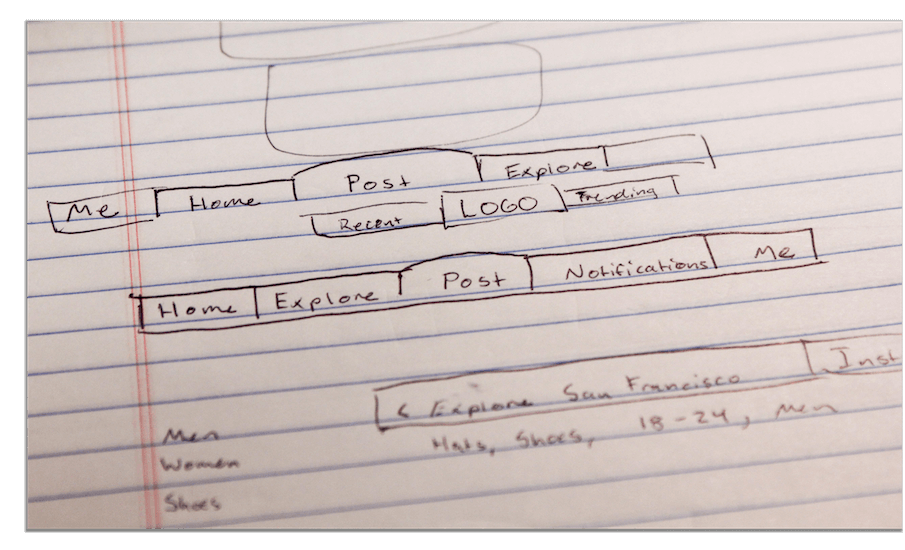 Me Home Post Explore
Recent LOGO Trending
Home Explore Post Notifications Me
< Explore San Francisco Inst
Hats, Shoes, 18-24, Men
Men
Women
Shoes